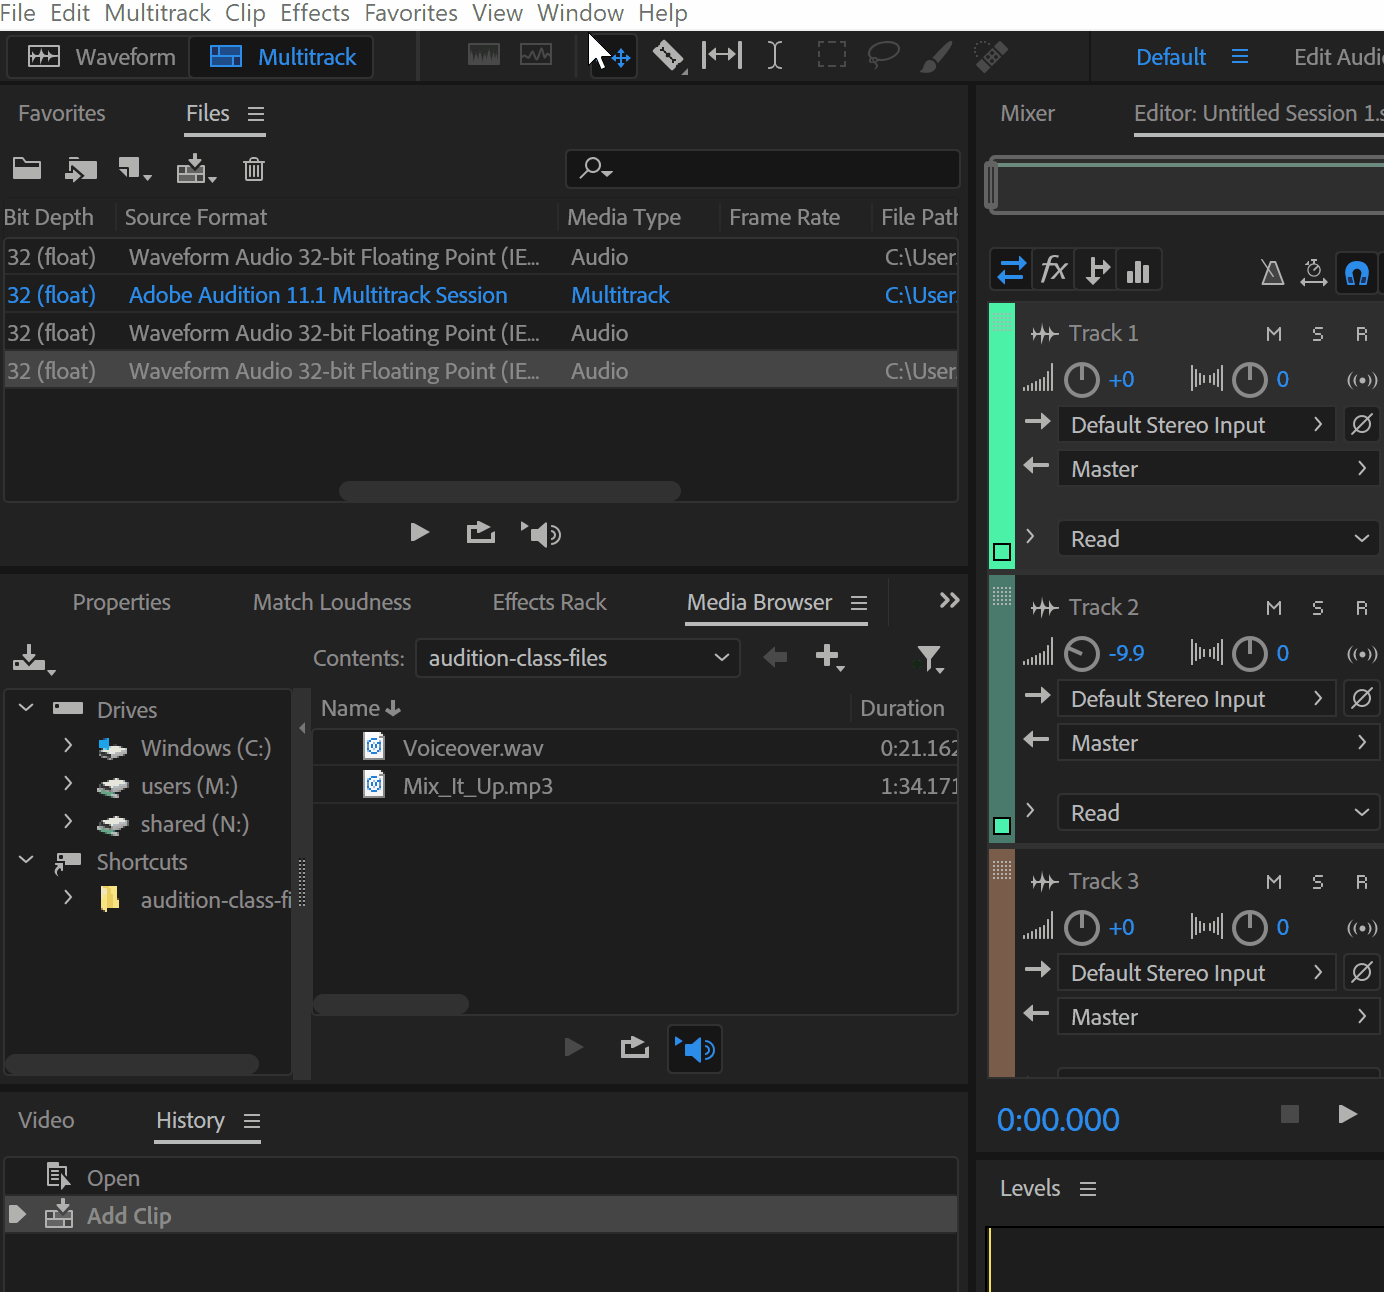 File Edit Multitrack Clip Effects Favorites View Window Help
Waveform Multitrack Default Edit Audi
Favorites Files
Bit Depth Source Format Media Type Frame Rate File Path
32 (float) Waveform Audio 32-bit Floating Point (IE... Audio C:\User
32 (float) Adobe Audition 11.1 Multitrack Session Multitrack C:\User
32 (float) Waveform Audio 32-bit Floating Point (IE... Audio
32 (float) Waveform Audio 32-bit Floating Point (IE... Audio C:\User
Properties Match Loudness Effects Rack Media Browser
Contents: audition-class-files
Drives
Windows (C:)
users (M:)
shared (N:)
Shortcuts
audition-class-fi
Name Duration
Voiceover.wav 0:21.162
Mix_It_Up.mp3 1:34.171
Video History
Open
Add Clip
Mixer Editor: Untitled Session 1.s
fx
Track 1 M S R
+0 0
Default Stereo Input
Master
Read
Track 2 M S R
-9.9 0
Default Stereo Input
Master
Read
Track 3 M S R
+0 0
Default Stereo Input
Master
0:00.000
Levels